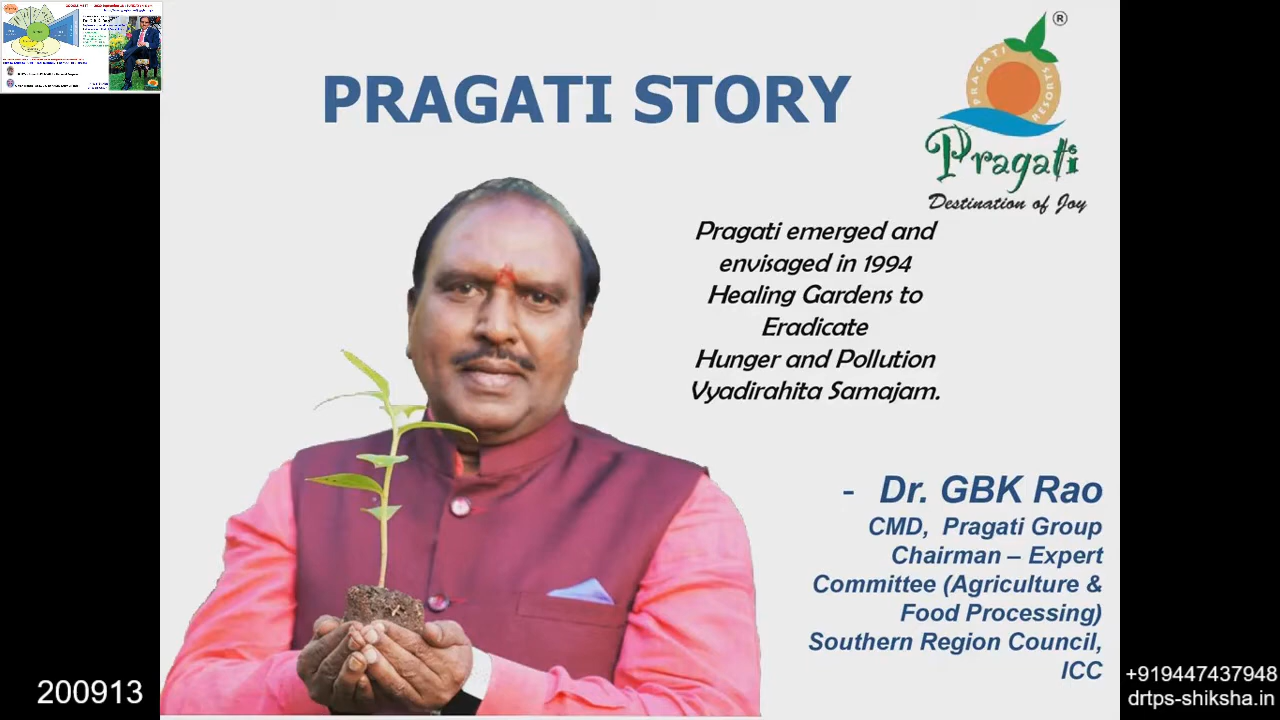 PRAGATI STORY
®
PRAGATI
RESORTS
Pragati
Destination of Joy
Pragati emerged and
envisaged in 1994
Healing Gardens to
Eradicate
Hunger and Pollution
Vyadirahita Samajam.
- Dr. GBK Rao
CMD, Pragati Group
Chairman – Expert
Committee (Agriculture &
Food Processing)
Southern Region Council,
ICC
200913
+919447437948
drtps-shiksha.in